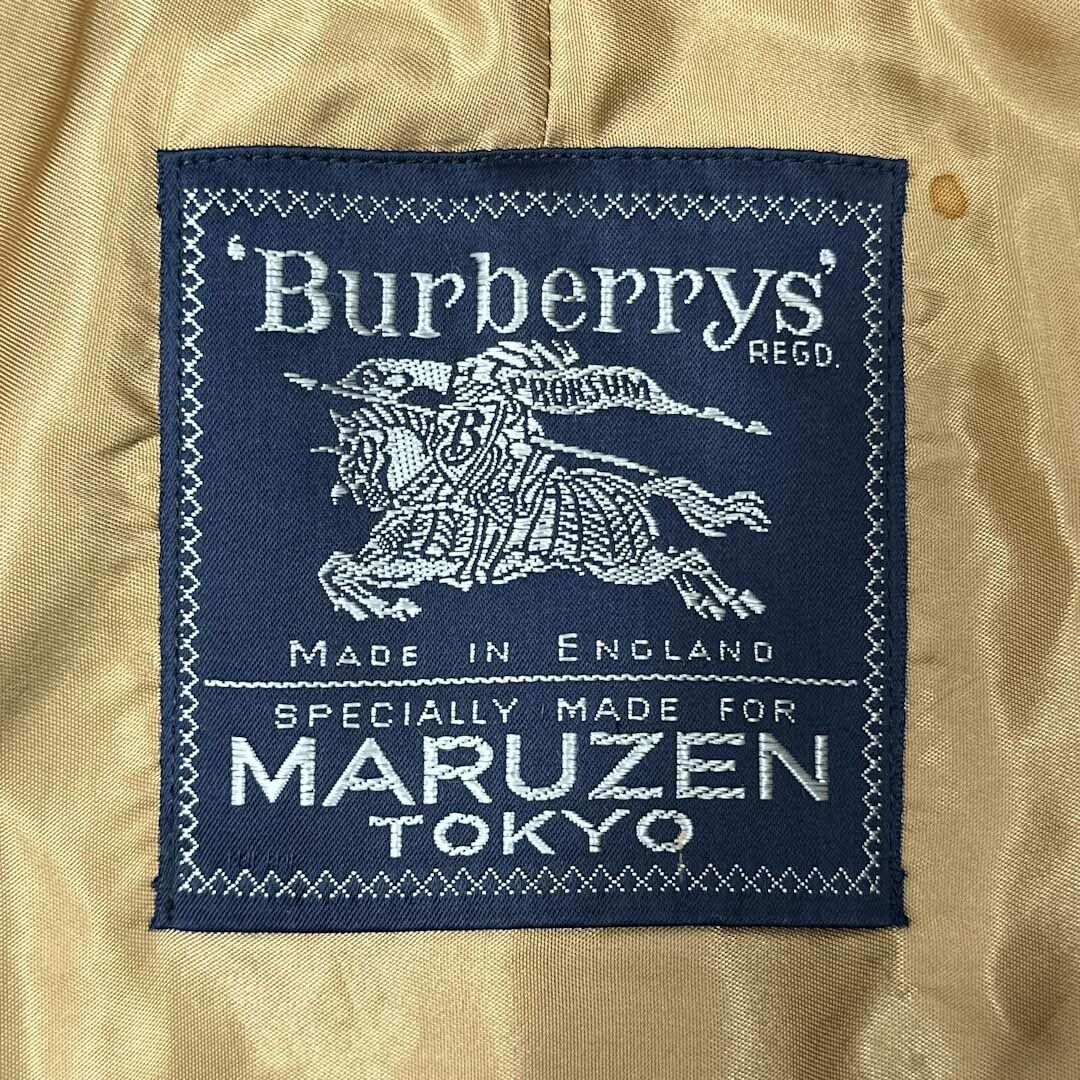 ‘Burberrys’
REGD.
PRORSUM
B
MADE IN ENGLAND
SPECIALLY MADE FOR
MARUZEN
TOKYO